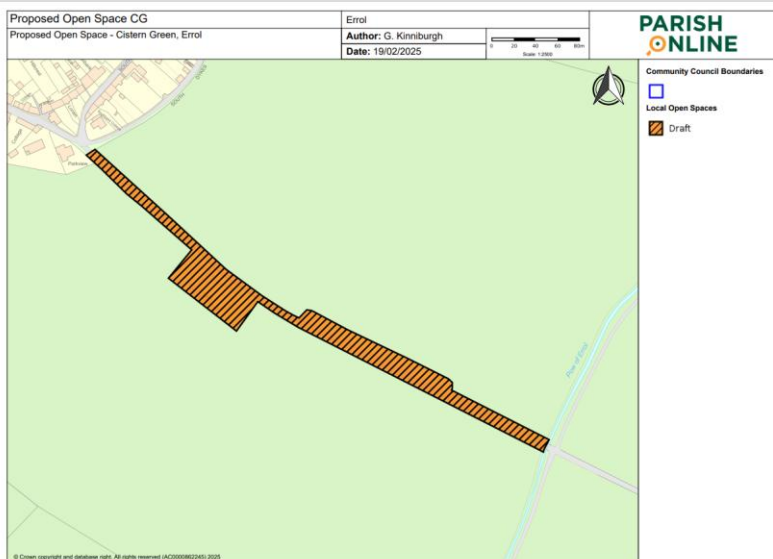 Proposed Open Space CG
Proposed Open Space - Cistern Green, Errol
Errol
Author: G. Kinniburgh
Date: 19/02/2025
0 20 40 60 80m
Scale 1:2500
PARISH
ONLINE
Community Council Boundaries
Local Open Spaces
Draft
Cottage
SOUTH
Parkview
Pow of Errol
© Crown copyright and database right. All rights reserved (AC0000862245) 2025